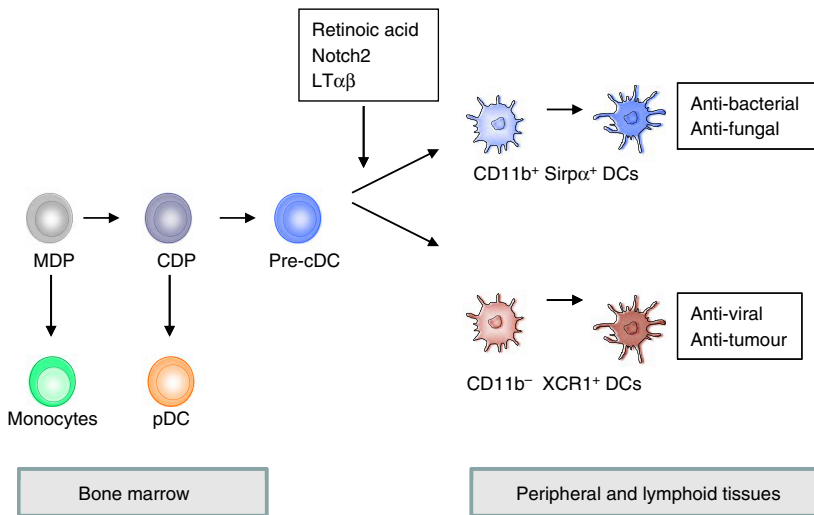 Retinoic acid
Notch2
LTαβ
Anti-bacterial
Anti-fungal
CD11b⁺ Sirpα⁺ DCs
MDP
CDP
Pre-cDC
Anti-viral
Anti-tumour
CD11b⁻ XCR1⁺ DCs
Monocytes
pDC
Bone marrow
Peripheral and lymphoid tissues